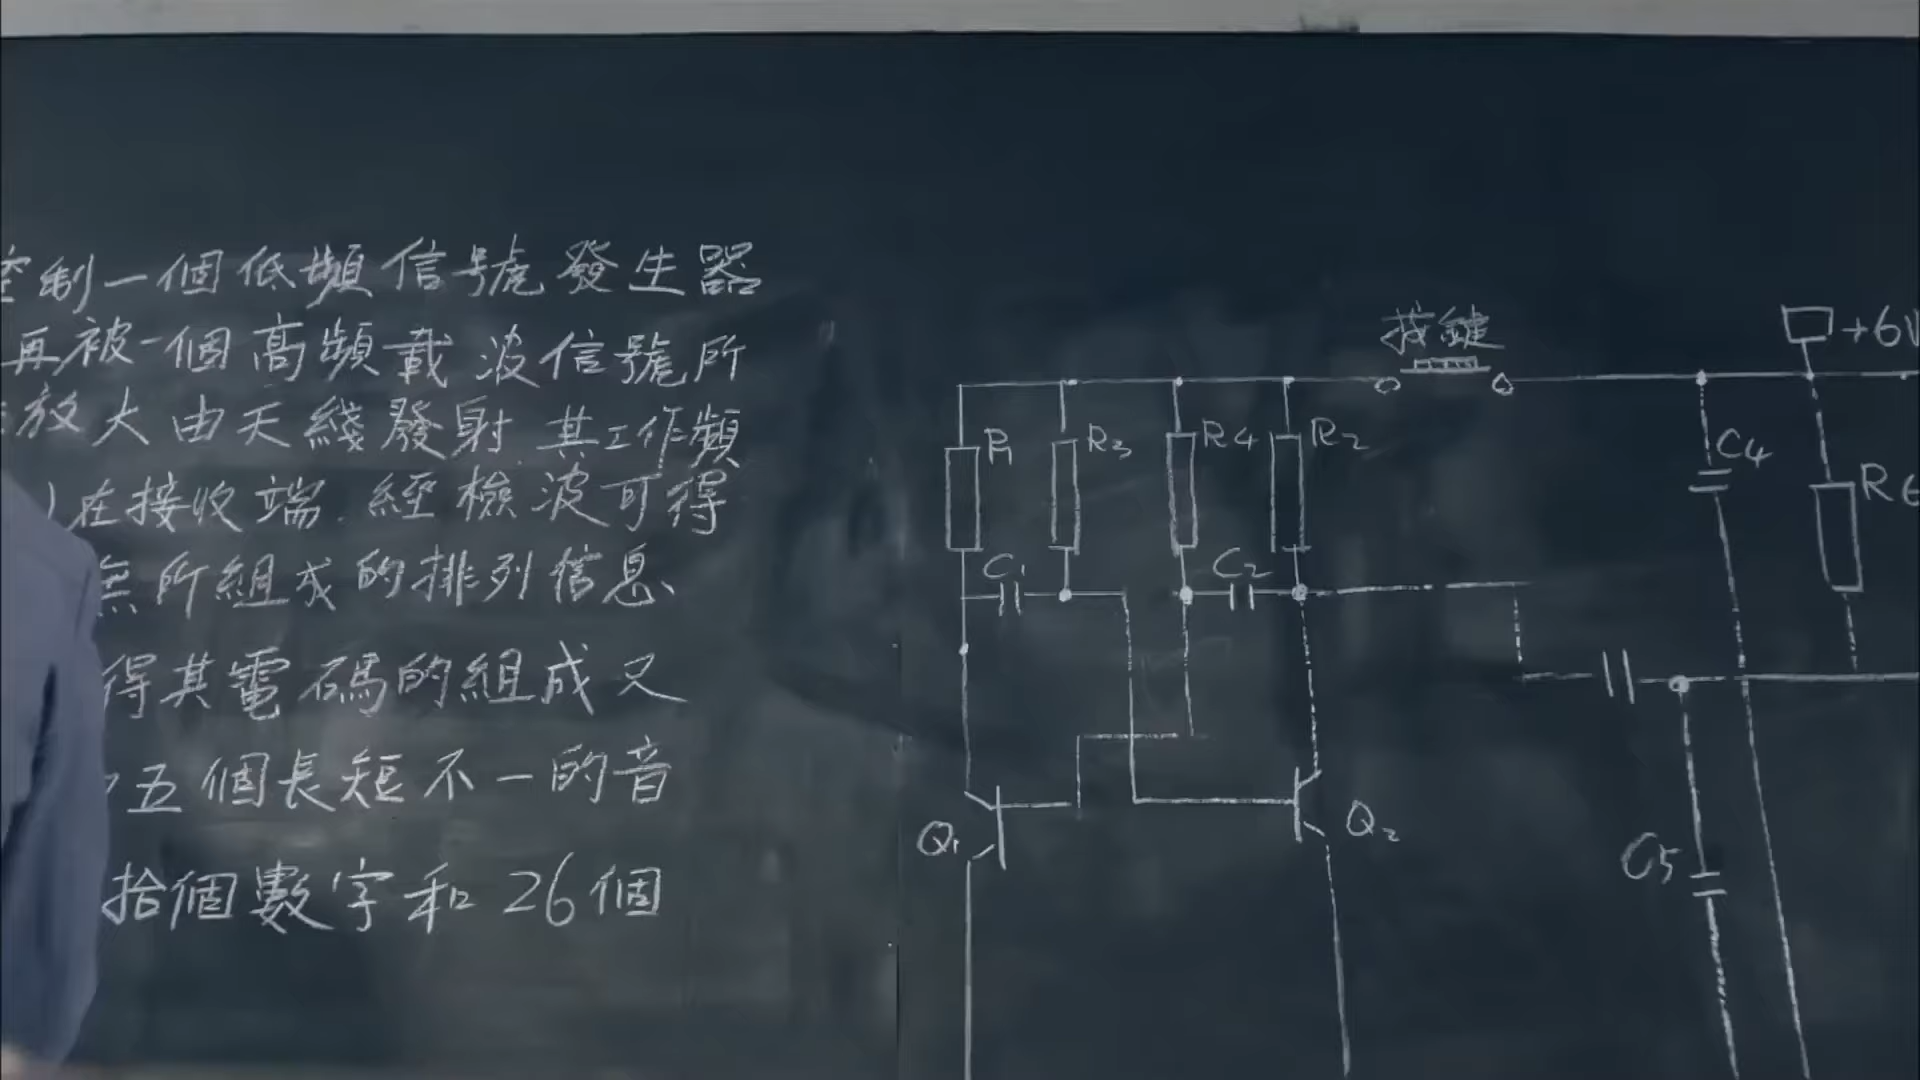 控制一個低頻信號發生器
再被一個高頻載波信號所
放大由天綫發射.其工作頻
)在接收端.經檢波可得
無所組成的排列信息、
得其電碼的組成又
五個長短不一的音
拾個數字和26個
按鍵
+6V
R1
R3
R4
R2
C4
R6
C1
C2
Q1
Q2
C5